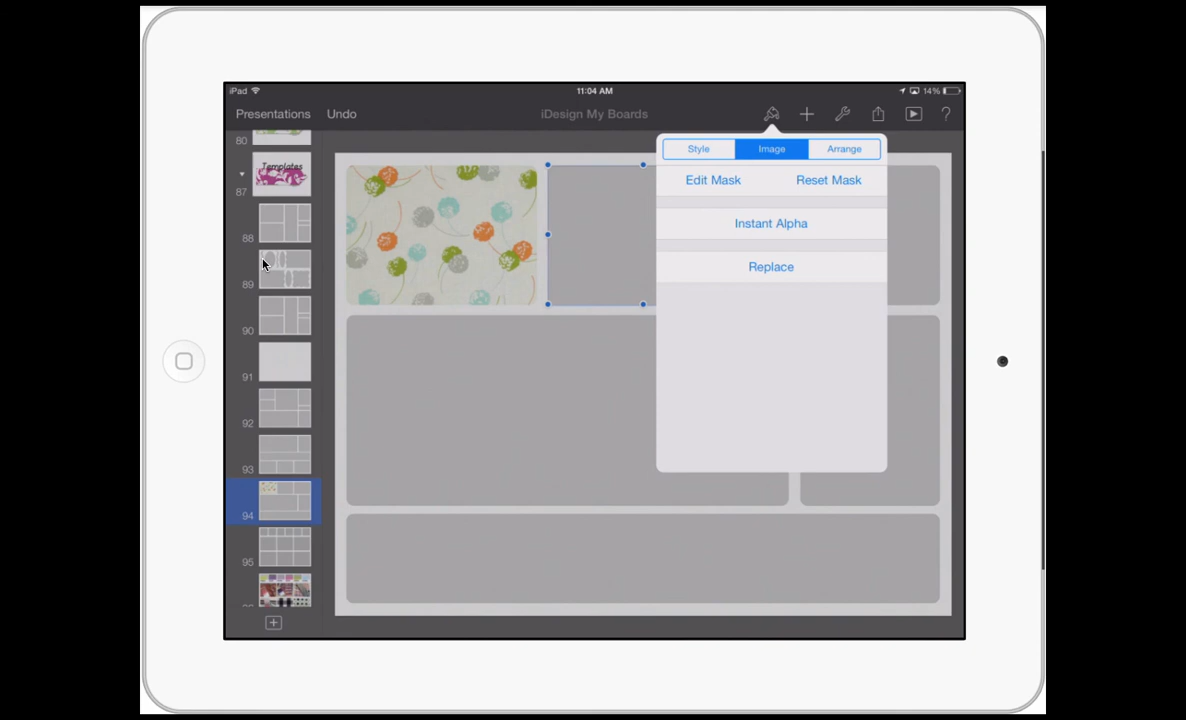 iPad 11:04 AM 14%
Presentations Undo iDesign My Boards ?
Style Image Arrange
Edit Mask Reset Mask
Instant Alpha
Replace
80
Templates
87
88
89
90
91
92
93
94
95